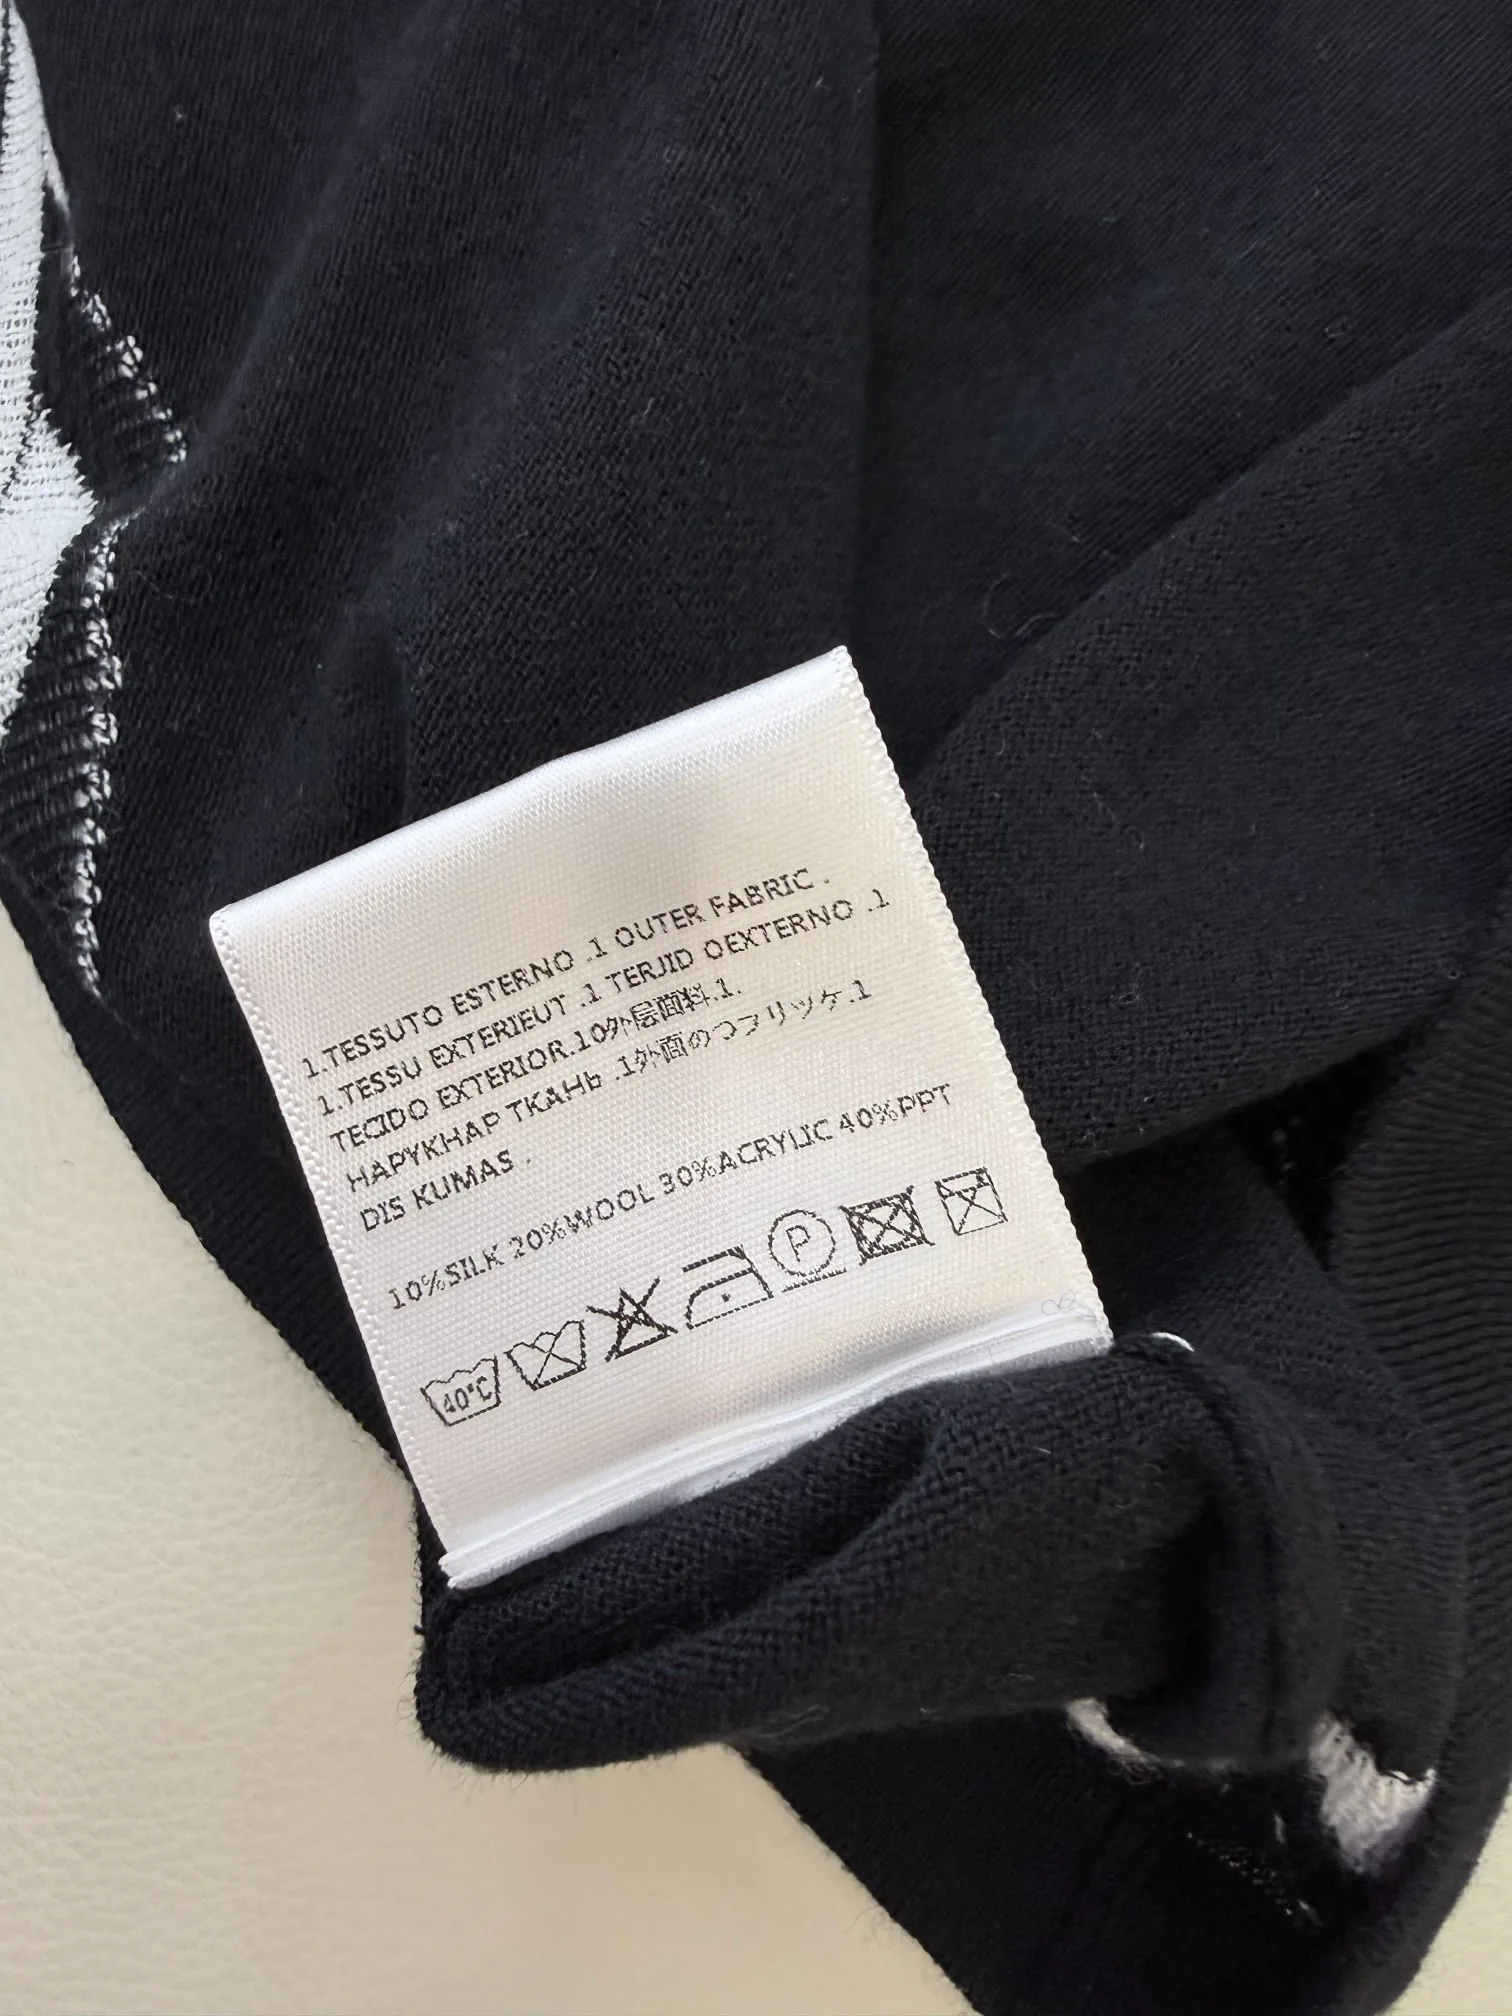 1.TESSUTO ESTERNO .1 OUTER FABRIC .
1.TESSU EXTERIEUT .1 TERJID OEXTERNO .1
TECIDO EXTERIOR.10外层面料.1.
HAPYKHAP TKAHЬ .1外面のつフリッケ.1
DIS KUMAS .
10%SILK 20%WOOL 30%ACRYLIC 40%PPT
40°C P